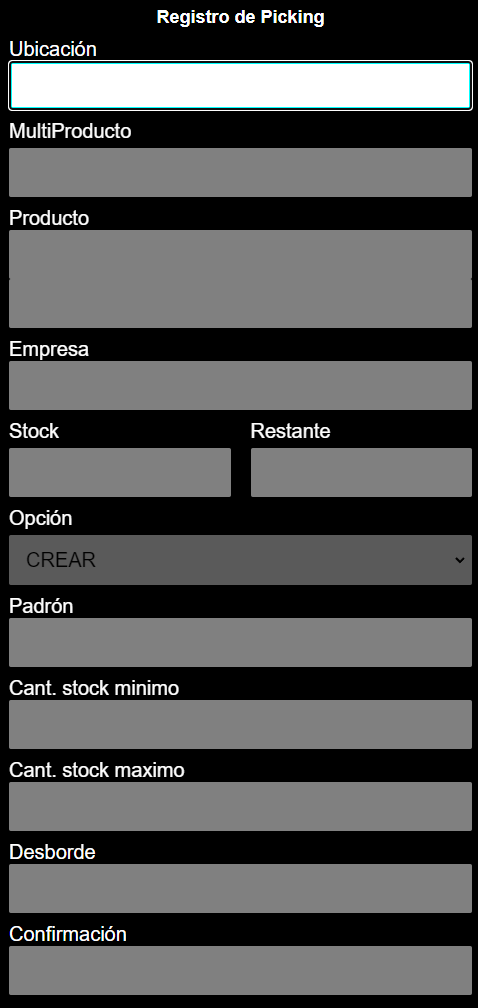 Registro de Picking
Ubicación
MultiProducto
Producto
Empresa
Stock Restante
Opción
CREAR
Padrón
Cant. stock minimo
Cant. stock maximo
Desborde
Confirmación